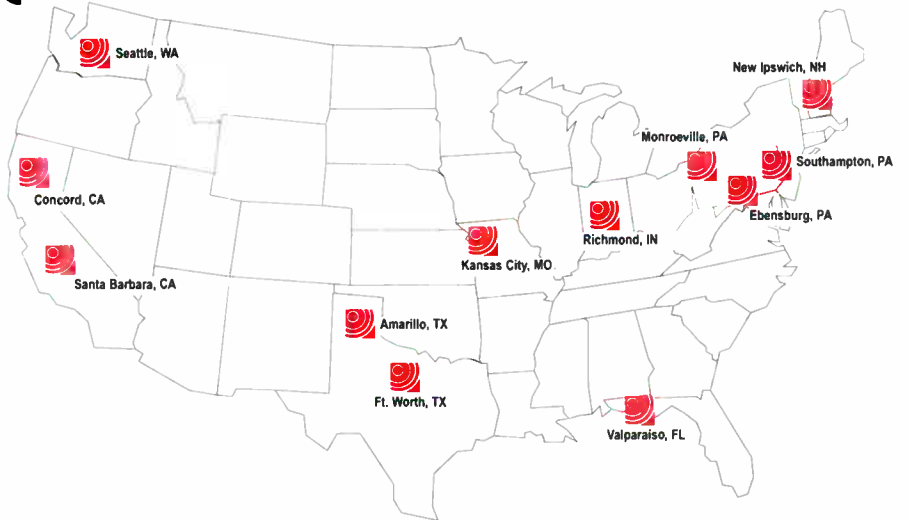 Seattle, WA
New Ipswich, NH
Monroeville, PA
Southampton, PA
Concord, CA
Ebensburg, PA
Richmond, IN
Kansas City, MO
Santa Barbara, CA
Amarillo, TX
Ft. Worth, TX
Valparaiso, FL